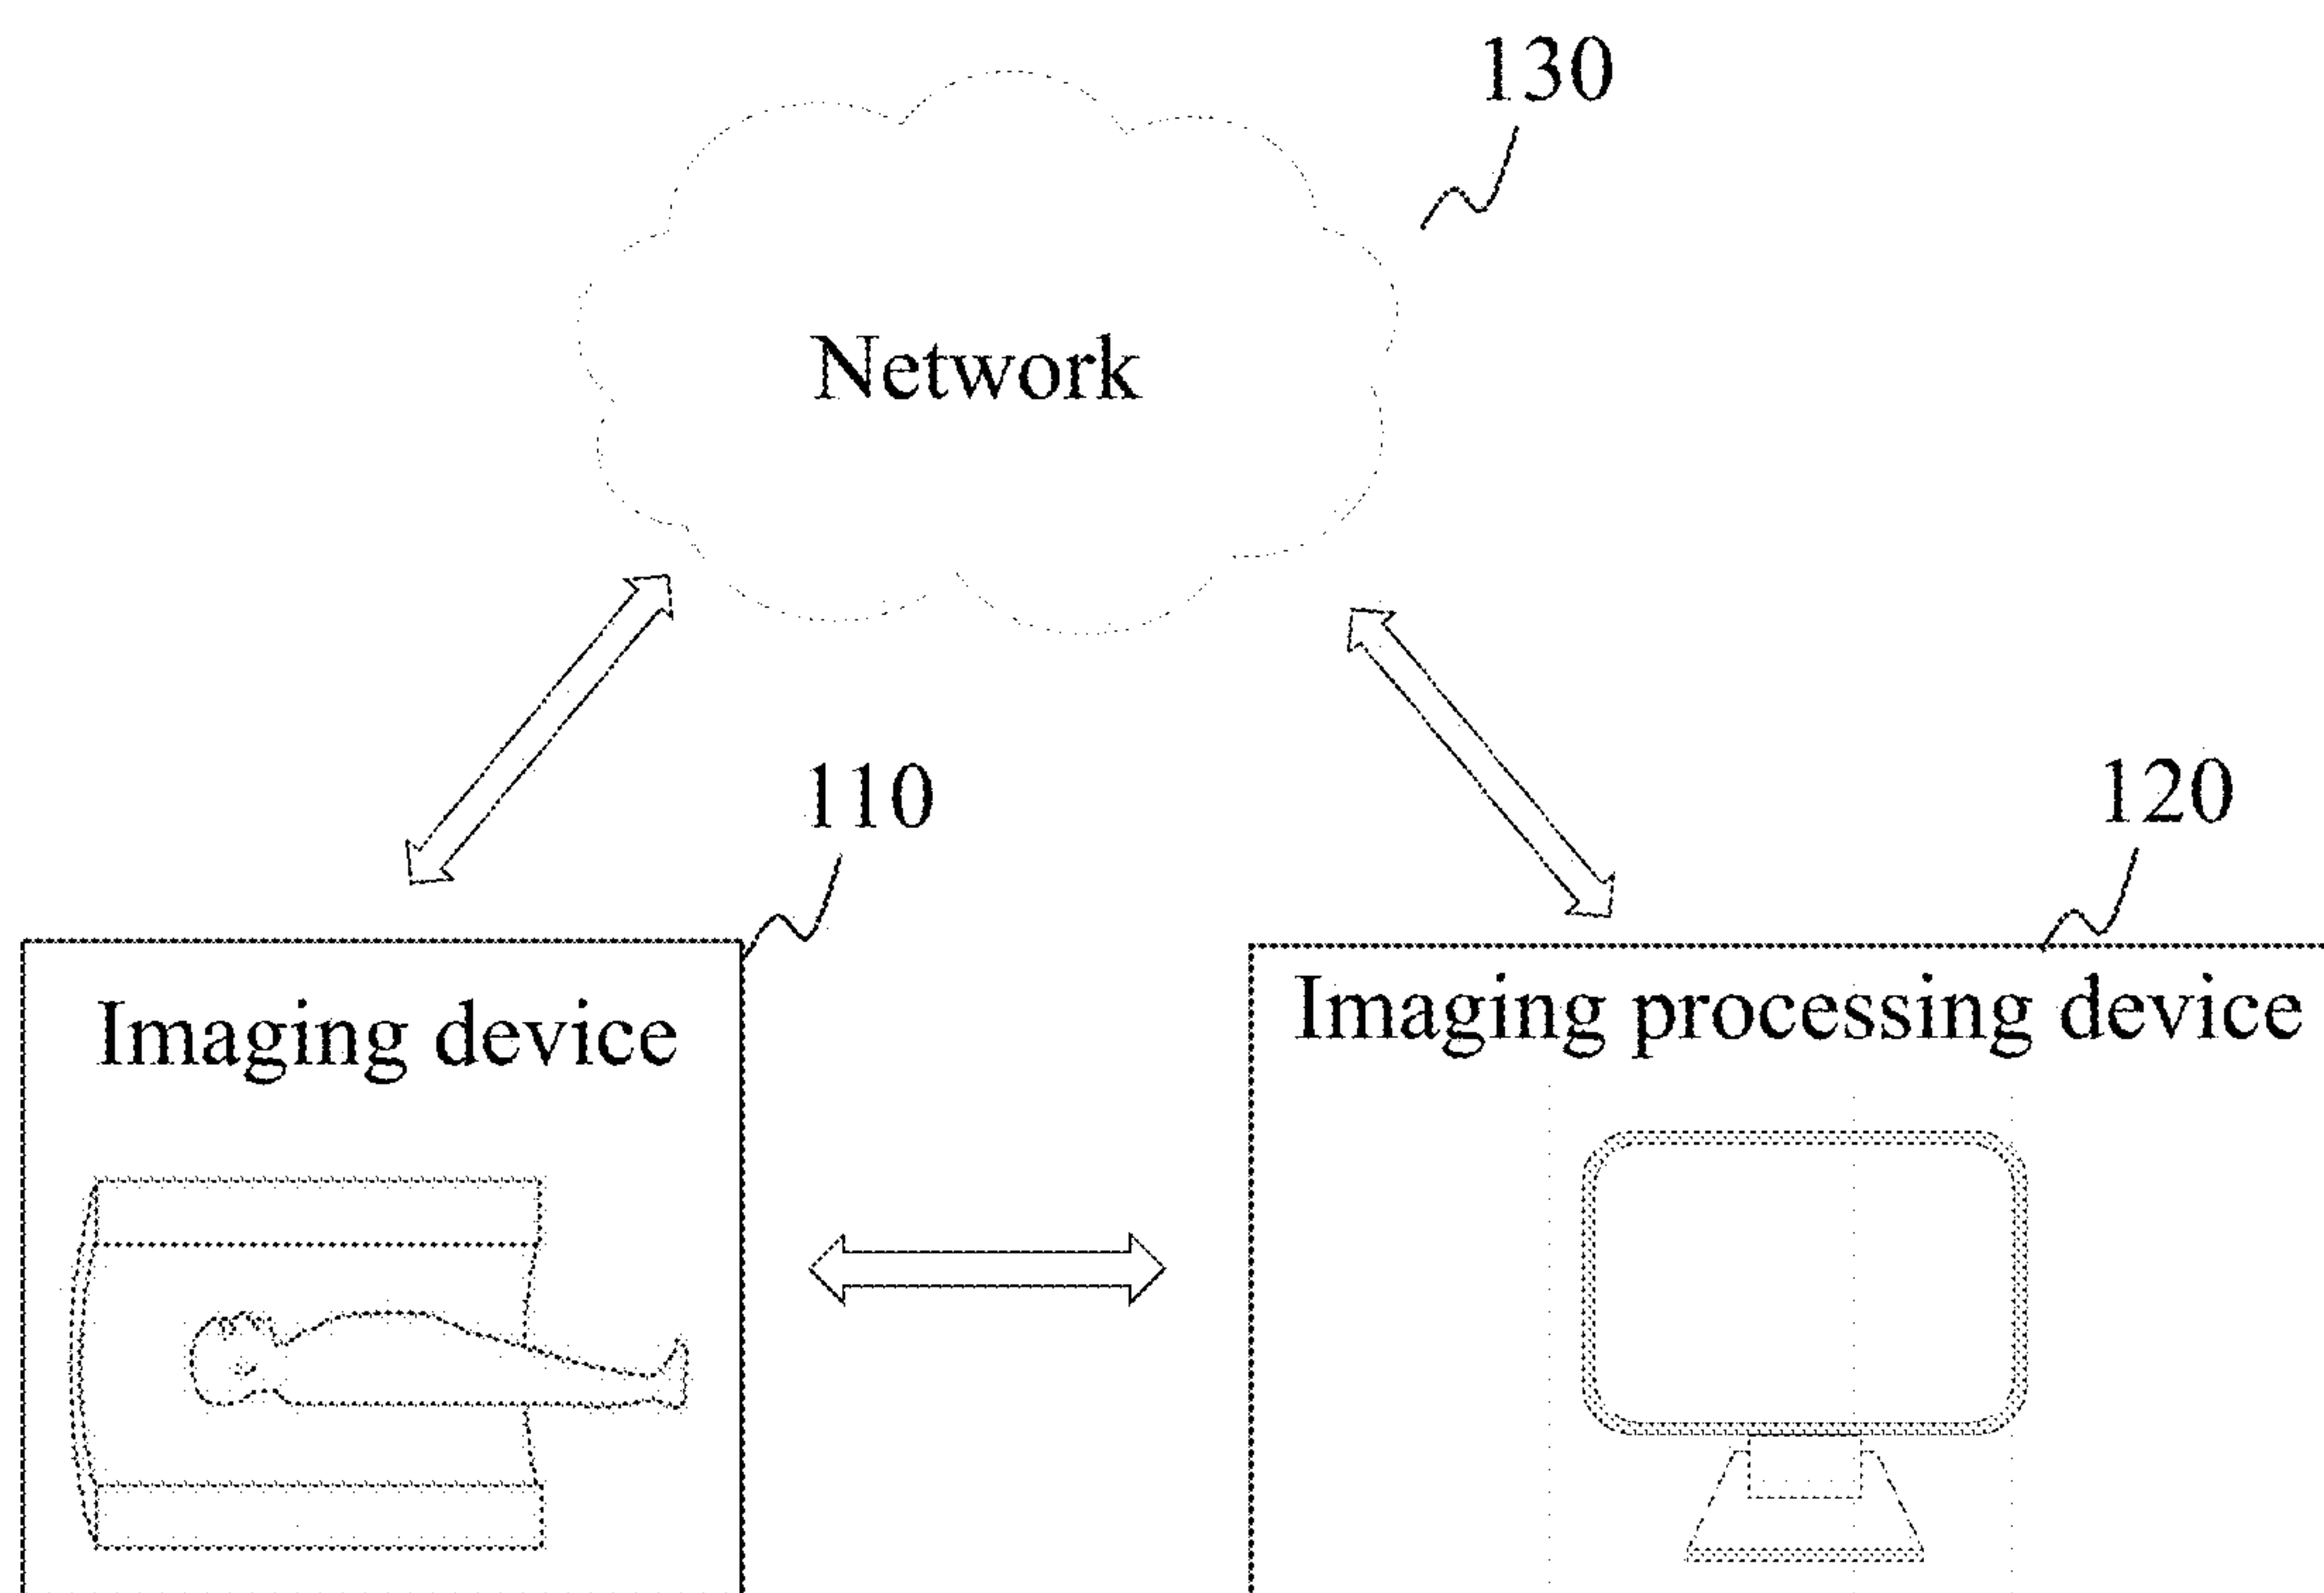 130
Network
110
120
Imaging device
Imaging processing device